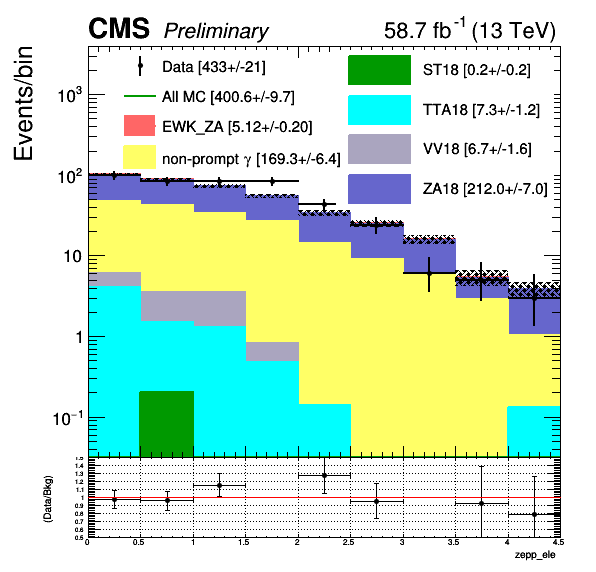 CMS Preliminary 58.7 fb⁻¹ (13 TeV)
Events/bin
Data [433+/-21]
All MC [400.6+/-9.7]
EWK_ZA [5.12+/-0.20]
non-prompt γ [169.3+/-6.4]
ST18 [0.2+/-0.2]
TTA18 [7.3+/-1.2]
VV18 [6.7+/-1.6]
ZA18 [212.0+/-7.0]
10³
10²
10
1
10⁻¹
(Data/Bkg)
1.5
1.4
1.3
1.2
1.1
1
0.9
0.8
0.7
0.6
0.5
0 0.5 1 1.5 2 2.5 3 3.5 4 4.5
zepp_ele